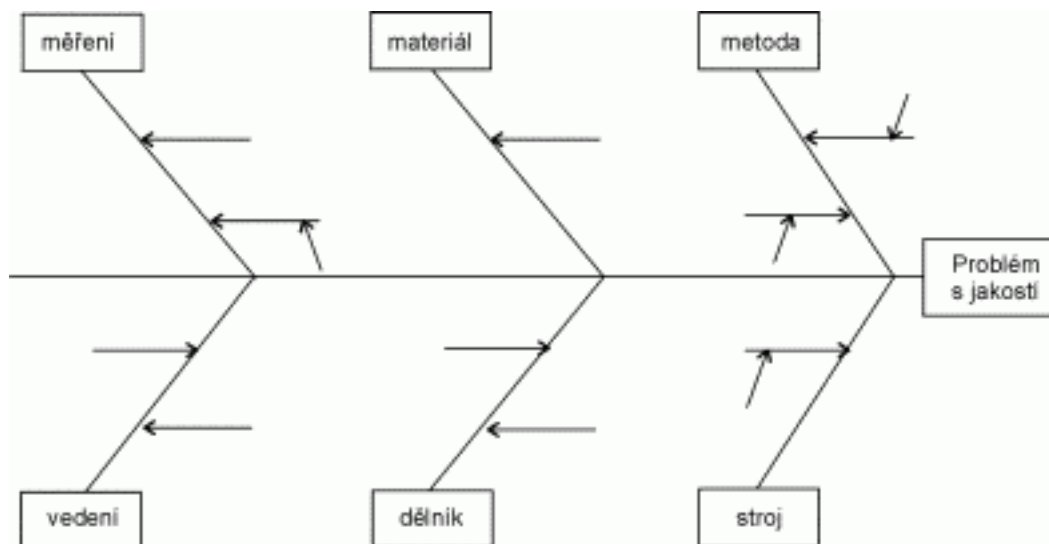 měření
materiál
metoda
Problém
s jakostí
vedení
dělník
stroj